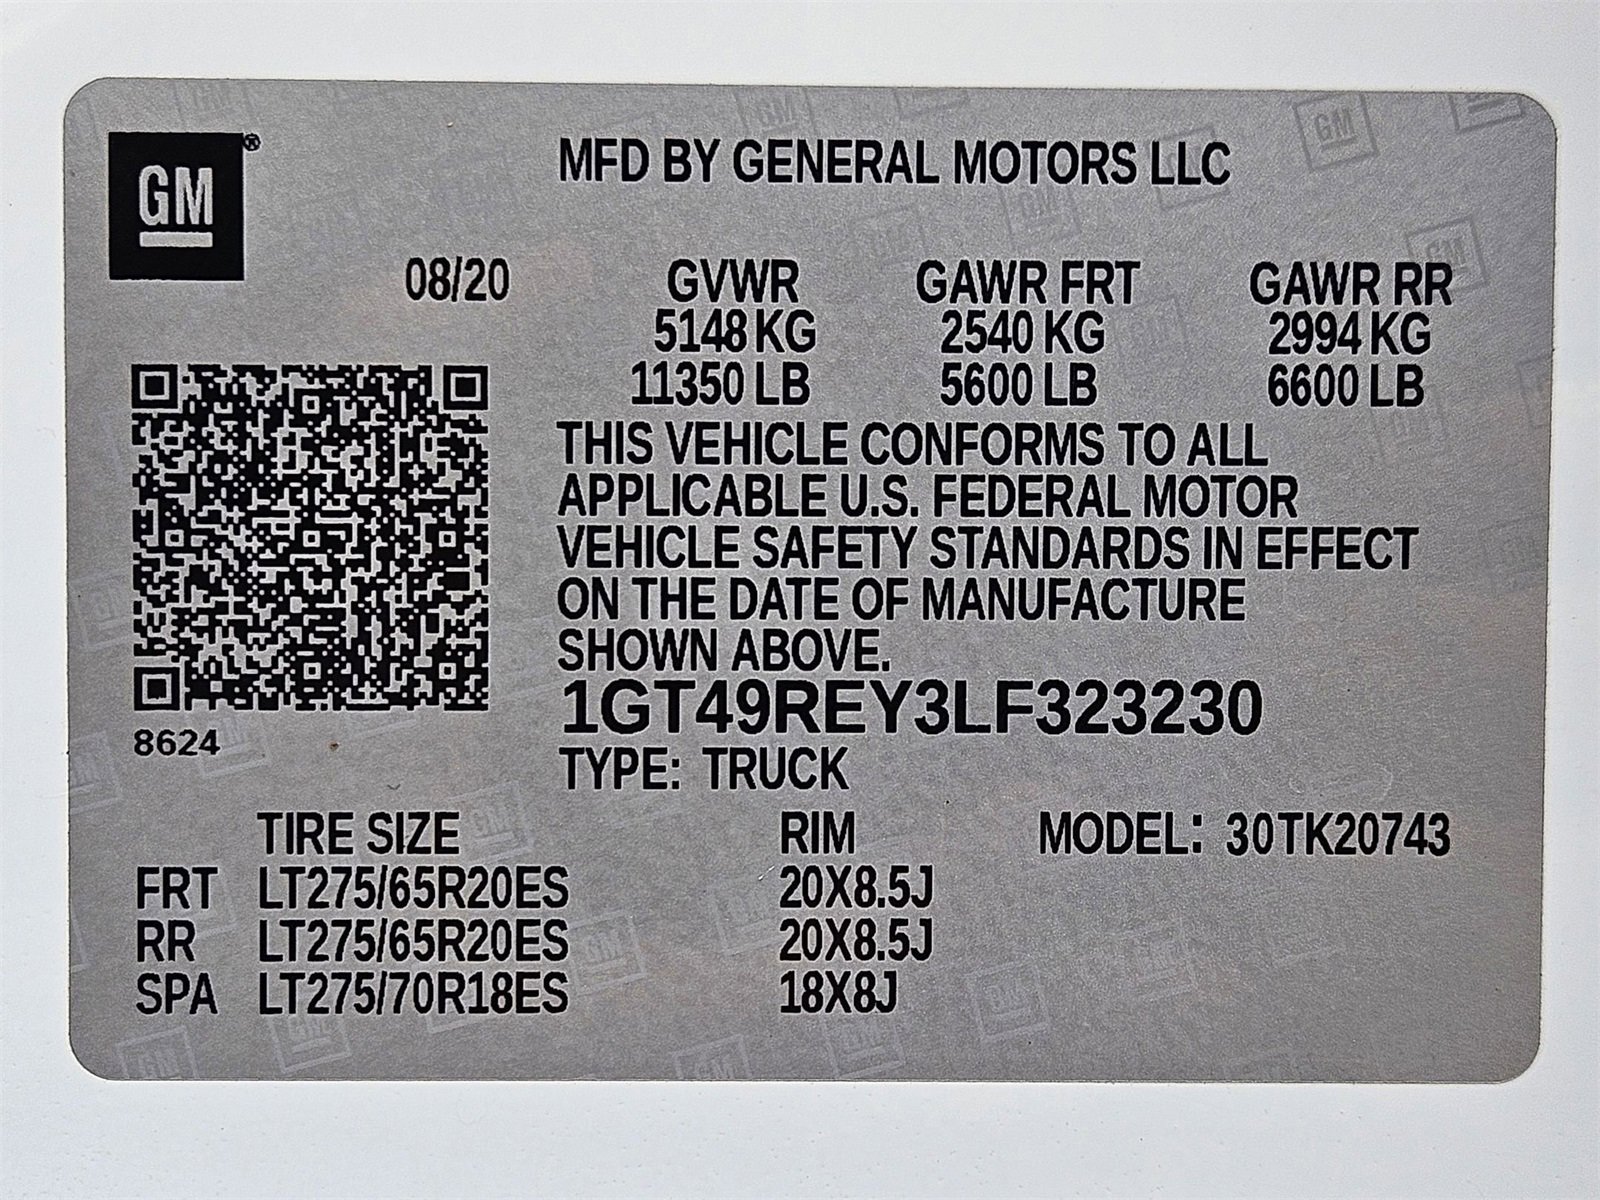 GM®
MFD BY GENERAL MOTORS LLC
08/20 GVWR GAWR FRT GAWR RR
5148 KG 2540 KG 2994 KG
11350 LB 5600 LB 6600 LB
THIS VEHICLE CONFORMS TO ALL
APPLICABLE U.S. FEDERAL MOTOR
VEHICLE SAFETY STANDARDS IN EFFECT
ON THE DATE OF MANUFACTURE
SHOWN ABOVE.
1GT49REY3LF323230
8624
TYPE: TRUCK
TIRE SIZE RIM MODEL: 30TK20743
FRT LT275/65R20ES 20X8.5J
RR LT275/65R20ES 20X8.5J
SPA LT275/70R18ES 18X8J